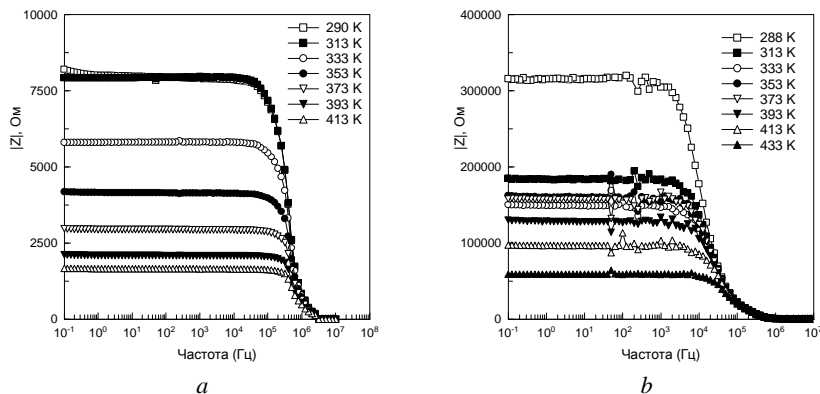 10000
7500
5000
2500
0
|Z|, Ом
290 K
313 K
333 K
353 K
373 K
393 K
413 K
10-1 100 101 102 103 104 105 106 107 108
Частота (Гц)
a
400000
300000
200000
100000
0
|Z|, Ом
288 K
313 K
333 K
353 K
373 K
393 K
413 K
433 K
10-1 100 101 102 103 104 105 106 107
Частота (Гц)
b